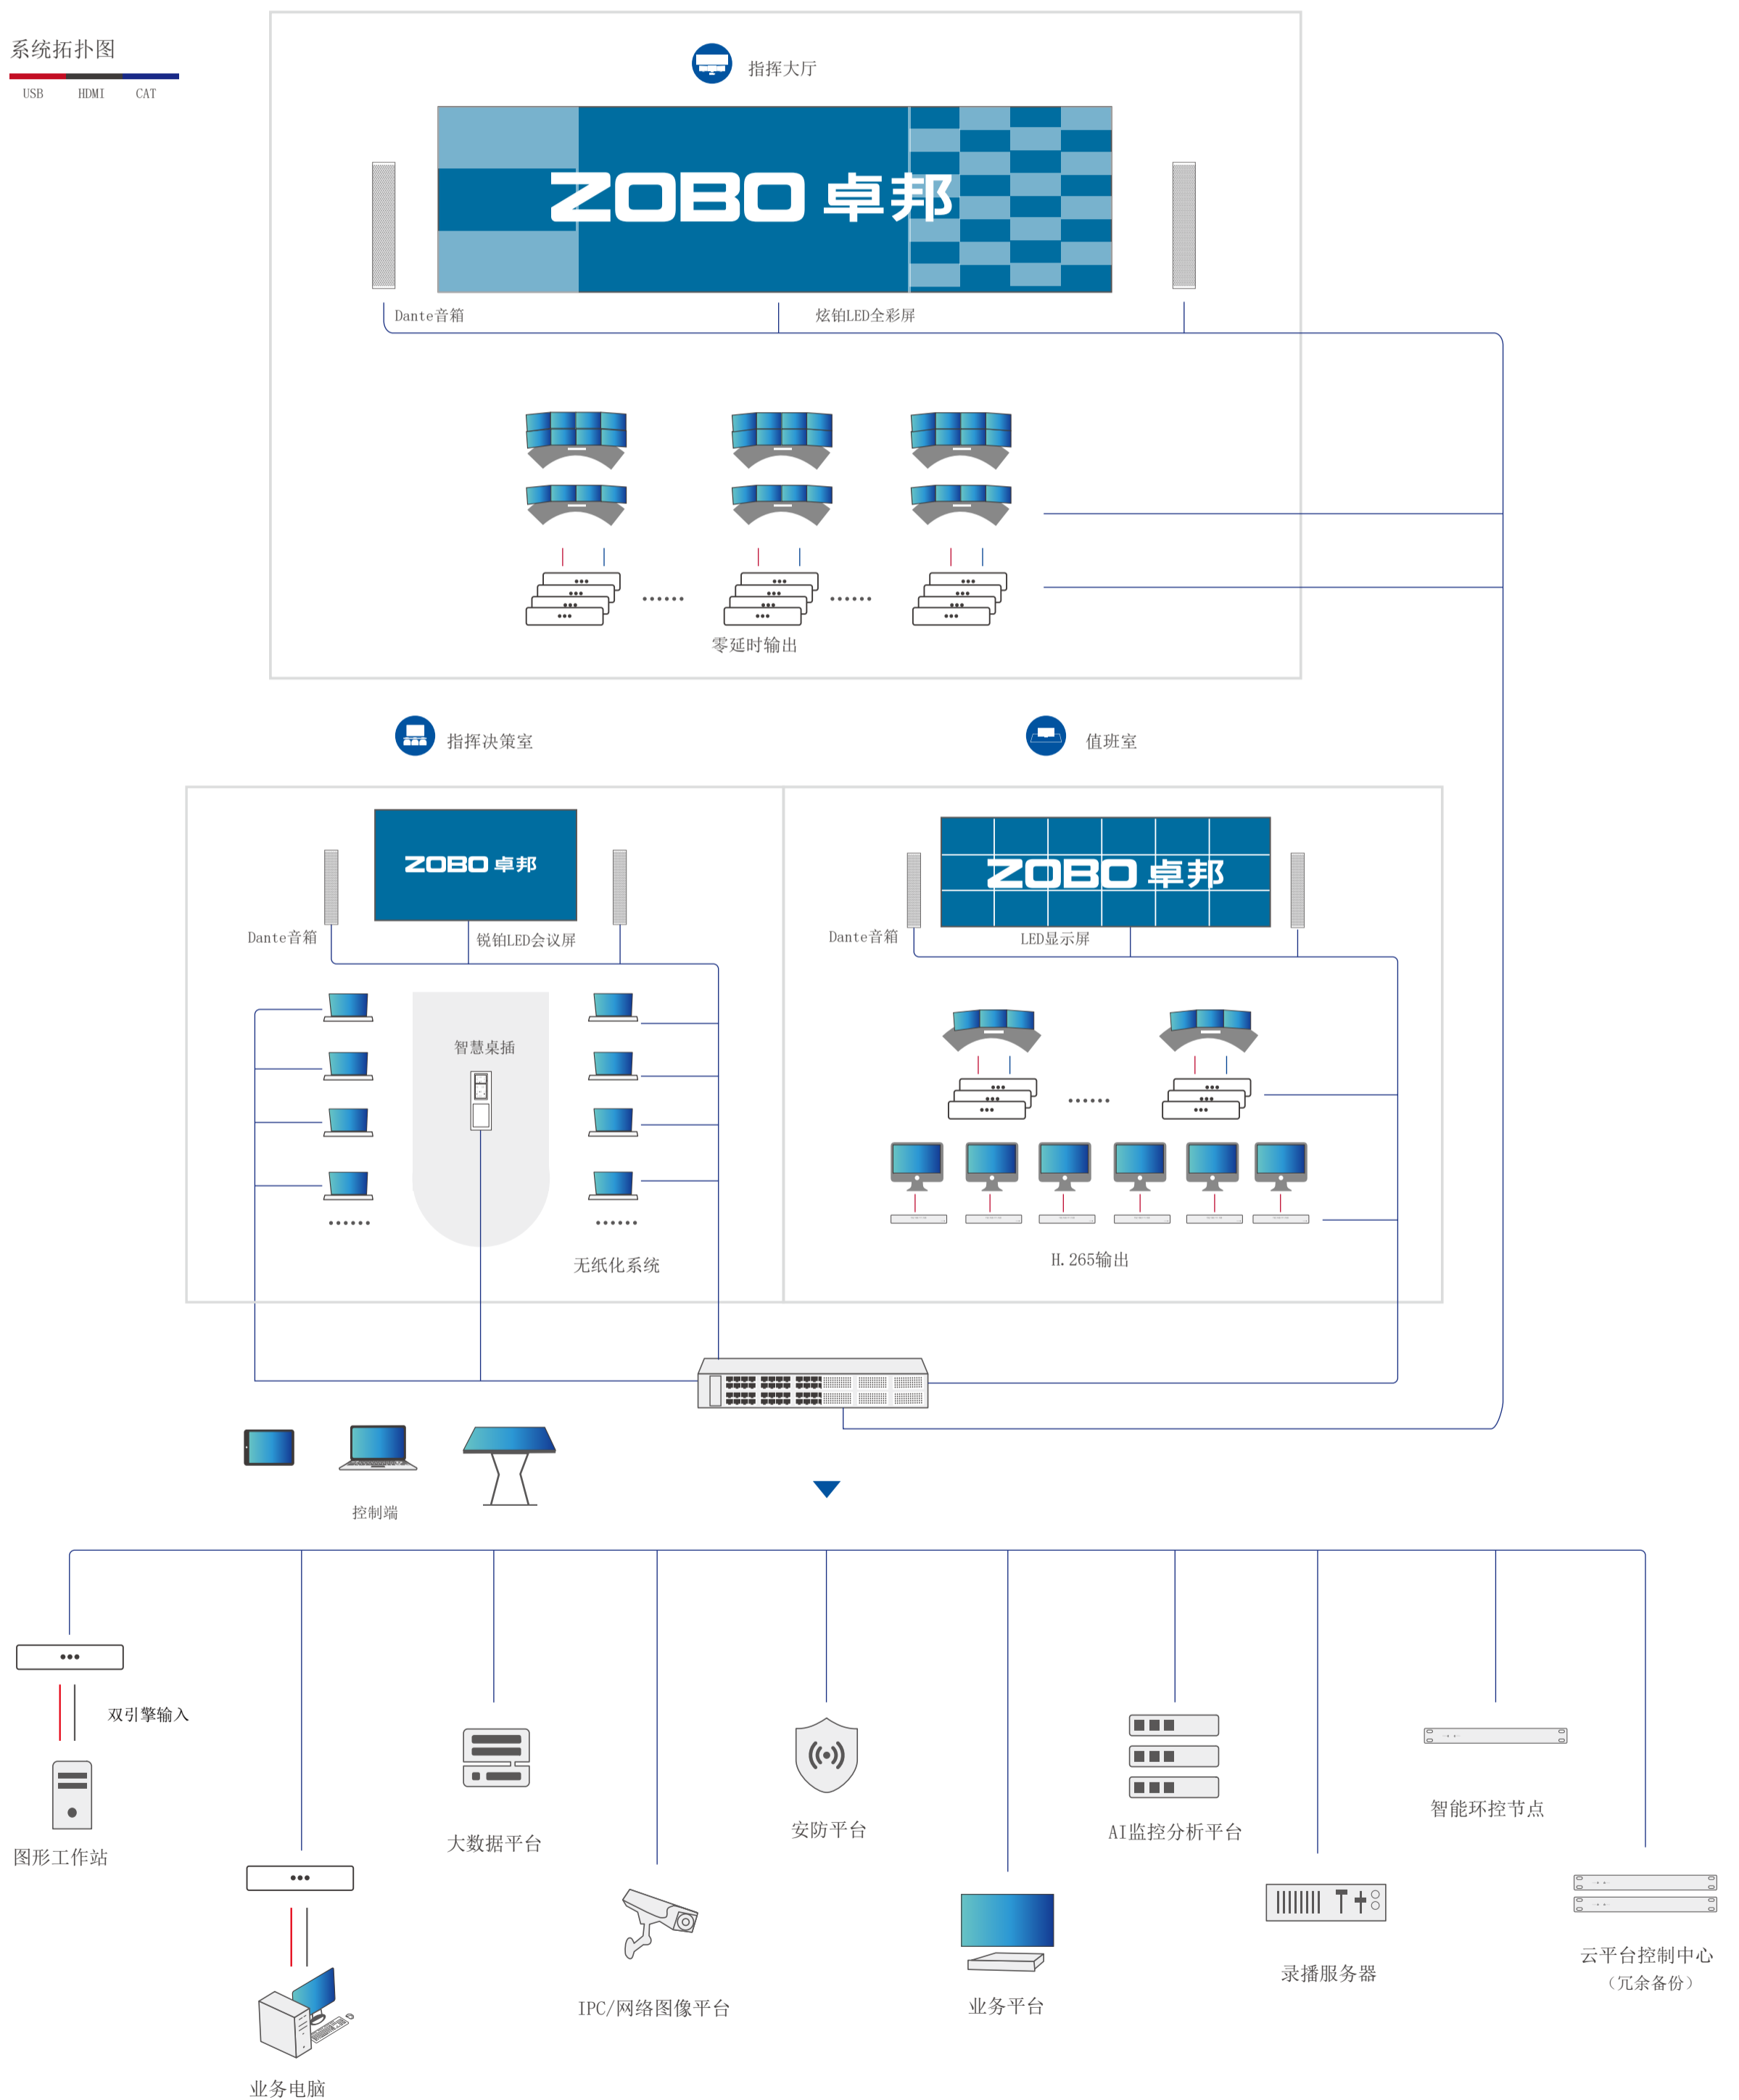 系统拓扑图
USB HDMI CAT
指挥大厅
ZOBO 卓邦
Dante音箱
炫铂LED全彩屏
零延时输出
指挥决策室
值班室
ZOBO 卓邦
Dante音箱
锐铂LED会议屏
智慧桌插
无纸化系统
ZOBO 卓邦
Dante音箱
LED显示屏
H.265输出
控制端
双引擎输入
图形工作站
业务电脑
大数据平台
IPC/网络图像平台
安防平台
业务平台
AI监控分析平台
录播服务器
智能环控节点
云平台控制中心
（冗余备份）